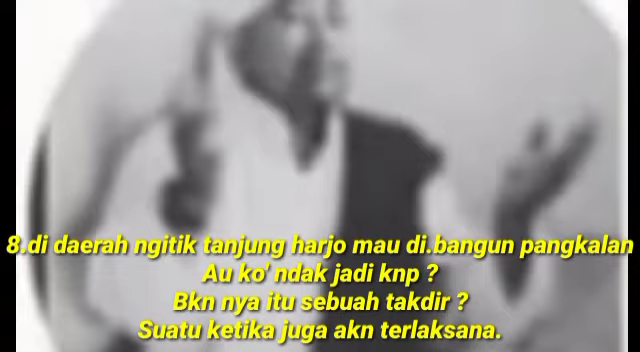 8.di daerah ngitik tanjung harjo mau di.bangun pangkalan
Au ko' ndak jadi knp ?
Bkn nya itu sebuah takdir ?
Suatu ketika juga akn terlaksana.